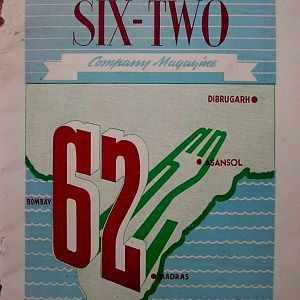 SIX-TWO
Company Magazine
DIBRUGARH
ASANSOL
62
BOMBAY
MADRAS